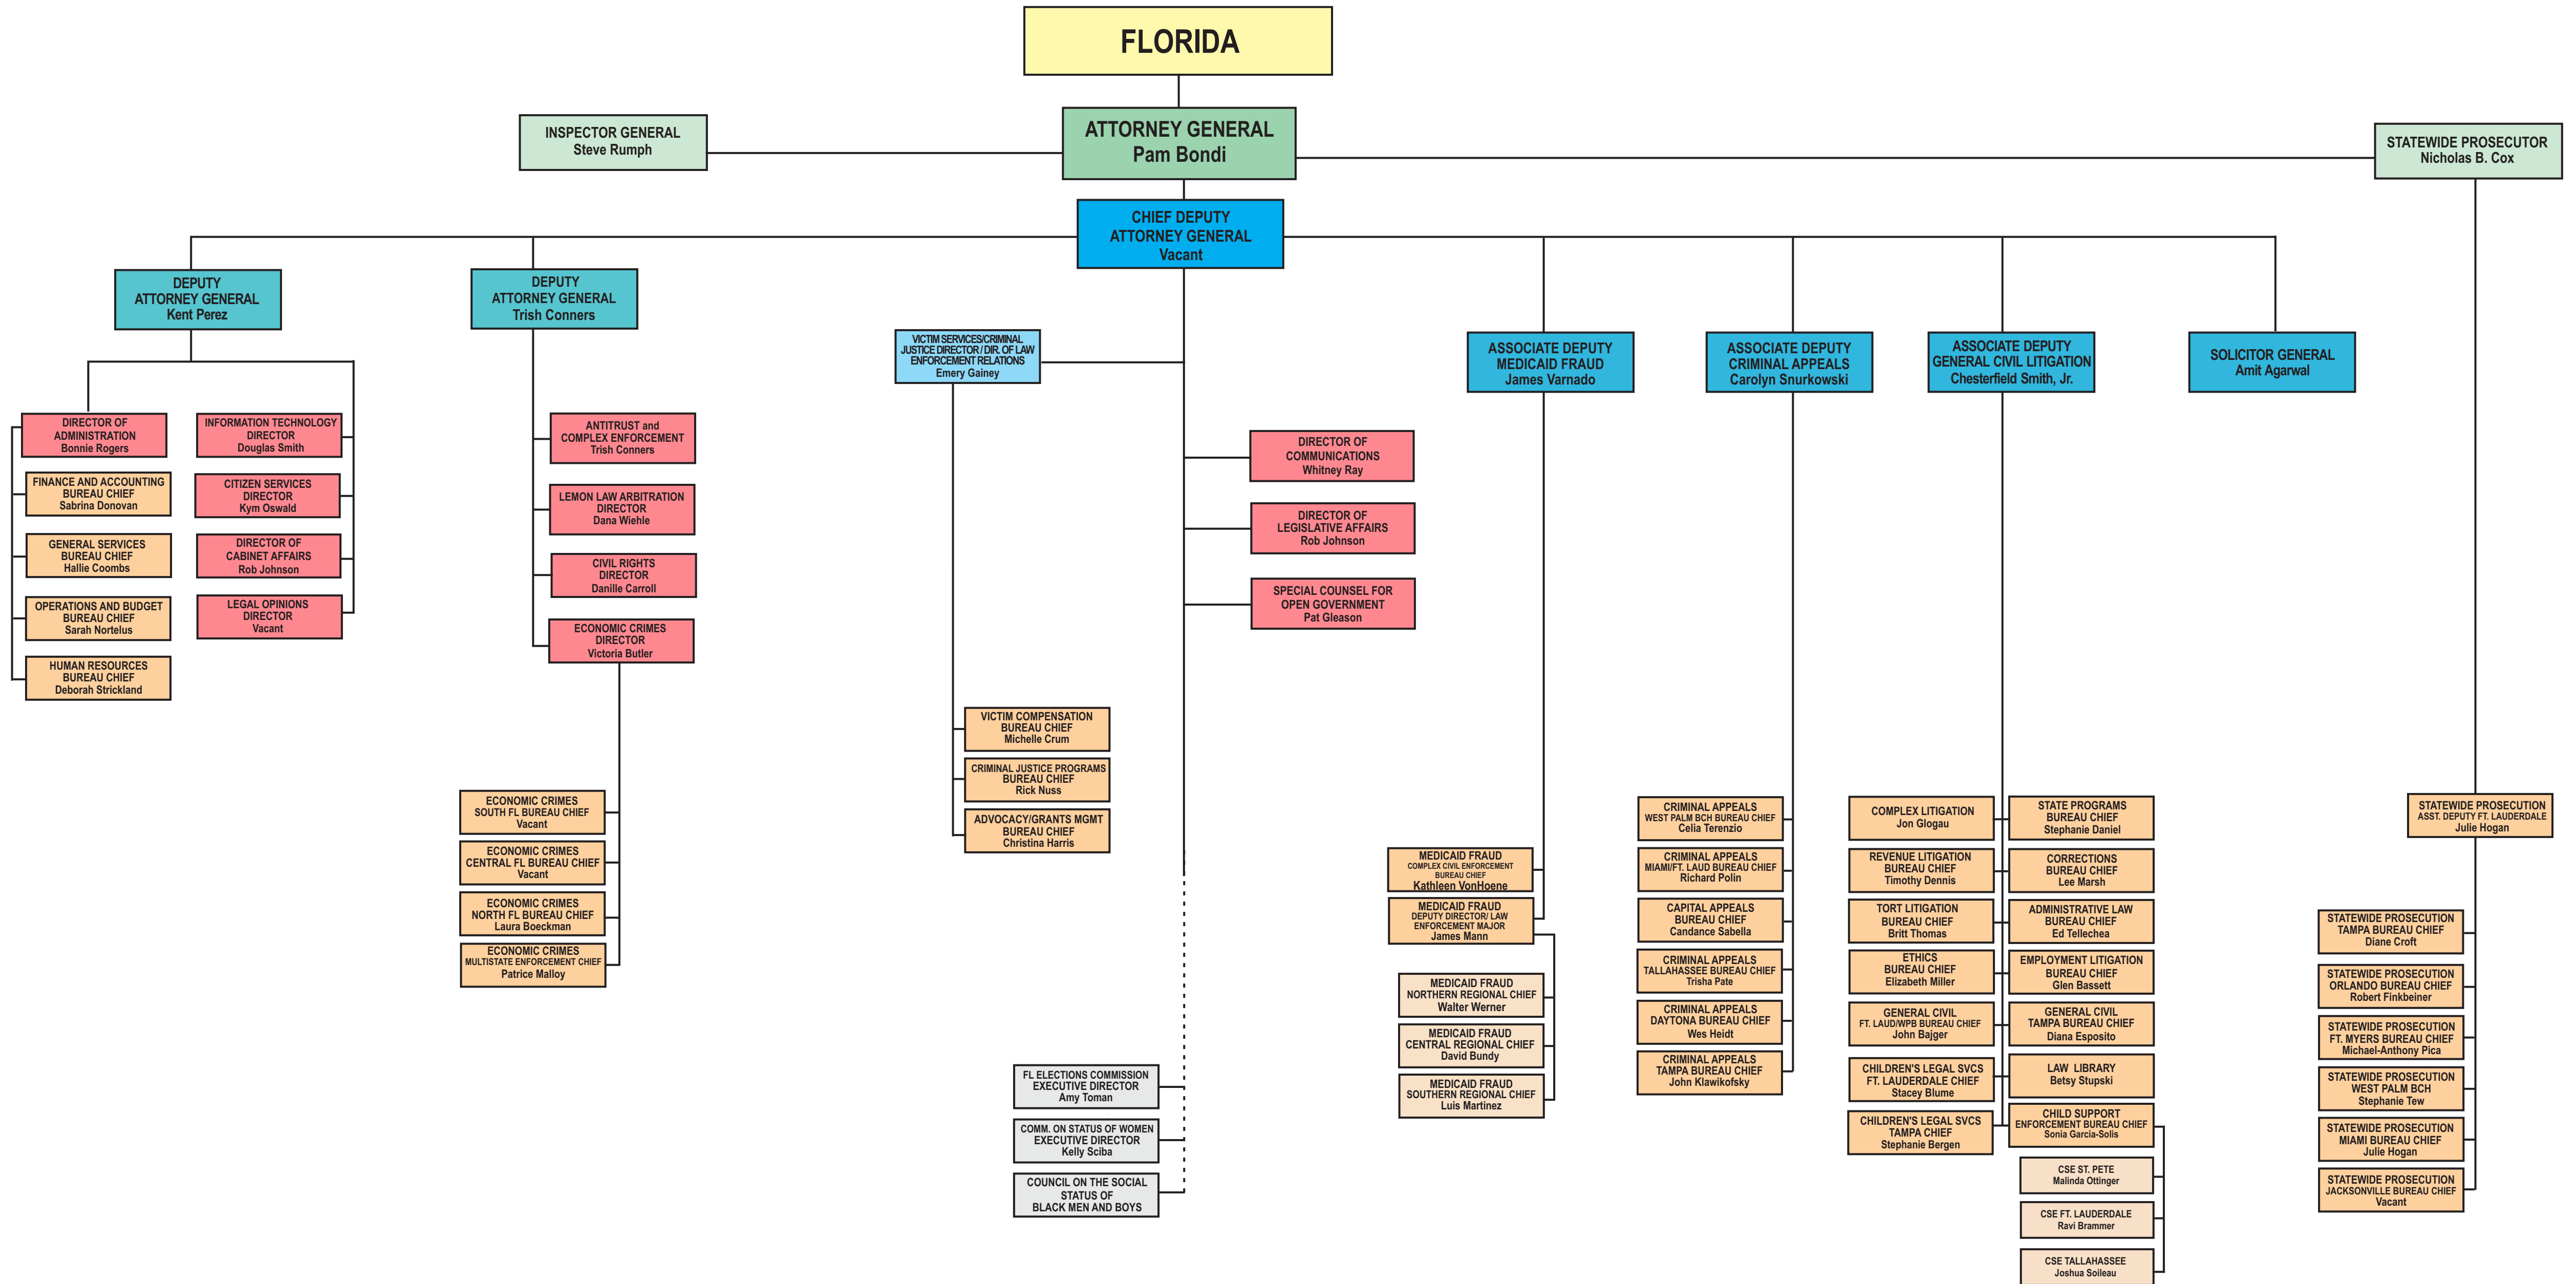 FLORIDA
INSPECTOR GENERAL
Steve Rumph
ATTORNEY GENERAL
Pam Bondi
STATEWIDE PROSECUTOR
Nicholas B. Cox
CHIEF DEPUTY
ATTORNEY GENERAL
Vacant
DEPUTY
ATTORNEY GENERAL
Kent Perez
DEPUTY
ATTORNEY GENERAL
Trish Conners
VICTIM SERVICES/CRIMINAL
JUSTICE DIRECTOR / DIR. OF LAW
ENFORCEMENT RELATIONS
Emery Gainey
ASSOCIATE DEPUTY
MEDICAID FRAUD
James Varnado
ASSOCIATE DEPUTY
CRIMINAL APPEALS
Carolyn Snurkowski
ASSOCIATE DEPUTY
GENERAL CIVIL LITIGATION
Chesterfield Smith, Jr.
SOLICITOR GENERAL
Amit Agarwal
DIRECTOR OF
ADMINISTRATION
Bonnie Rogers
FINANCE AND ACCOUNTING
BUREAU CHIEF
Sabrina Donovan
GENERAL SERVICES
BUREAU CHIEF
Hallie Coombs
OPERATIONS AND BUDGET
BUREAU CHIEF
Sarah Nortelus
HUMAN RESOURCES
BUREAU CHIEF
Deborah Strickland
INFORMATION TECHNOLOGY
DIRECTOR
Douglas Smith
CITIZEN SERVICES
DIRECTOR
Kym Oswald
DIRECTOR OF
CABINET AFFAIRS
Rob Johnson
LEGAL OPINIONS
DIRECTOR
Vacant
ANTITRUST and
COMPLEX ENFORCEMENT
Trish Conners
LEMON LAW ARBITRATION
DIRECTOR
Dana Wiehle
CIVIL RIGHTS
DIRECTOR
Danille Carroll
ECONOMIC CRIMES
DIRECTOR
Victoria Butler
ECONOMIC CRIMES
SOUTH FL BUREAU CHIEF
Vacant
ECONOMIC CRIMES
CENTRAL FL BUREAU CHIEF
Vacant
ECONOMIC CRIMES
NORTH FL BUREAU CHIEF
Laura Boeckman
ECONOMIC CRIMES
MULTISTATE ENFORCEMENT CHIEF
Patrice Malloy
DIRECTOR OF
COMMUNICATIONS
Whitney Ray
DIRECTOR OF
LEGISLATIVE AFFAIRS
Rob Johnson
SPECIAL COUNSEL FOR
OPEN GOVERNMENT
Pat Gleason
VICTIM COMPENSATION
BUREAU CHIEF
Michelle Crum
CRIMINAL JUSTICE PROGRAMS
BUREAU CHIEF
Rick Nuss
ADVOCACY/GRANTS MGMT
BUREAU CHIEF
Christina Harris
FL ELECTIONS COMMISSION
EXECUTIVE DIRECTOR
Amy Toman
COMM. ON STATUS OF WOMEN
EXECUTIVE DIRECTOR
Kelly Sciba
COUNCIL ON THE SOCIAL
STATUS OF
BLACK MEN AND BOYS
MEDICAID FRAUD
COMPLEX CIVIL ENFORCEMENT
BUREAU CHIEF
Kathleen VonHoene
MEDICAID FRAUD
DEPUTY DIRECTOR/ LAW
ENFORCEMENT MAJOR
James Mann
MEDICAID FRAUD
NORTHERN REGIONAL CHIEF
Walter Werner
MEDICAID FRAUD
CENTRAL REGIONAL CHIEF
David Bundy
MEDICAID FRAUD
SOUTHERN REGIONAL CHIEF
Luis Martinez
CRIMINAL APPEALS
WEST PALM BCH BUREAU CHIEF
Celia Terenzio
CRIMINAL APPEALS
MIAMI/FT. LAUD BUREAU CHIEF
Richard Polin
CAPITAL APPEALS
BUREAU CHIEF
Candance Sabella
CRIMINAL APPEALS
TALLAHASSEE BUREAU CHIEF
Trisha Pate
CRIMINAL APPEALS
DAYTONA BUREAU CHIEF
Wes Heidt
CRIMINAL APPEALS
TAMPA BUREAU CHIEF
John Klawikofsky
COMPLEX LITIGATION
Jon Glogau
REVENUE LITIGATION
BUREAU CHIEF
Timothy Dennis
TORT LITIGATION
BUREAU CHIEF
Britt Thomas
ETHICS
BUREAU CHIEF
Elizabeth Miller
GENERAL CIVIL
FT. LAUD/WPB BUREAU CHIEF
John Bajger
CHILDREN'S LEGAL SVCS
FT. LAUDERDALE CHIEF
Stacey Blume
CHILDREN'S LEGAL SVCS
TAMPA CHIEF
Stephanie Bergen
STATE PROGRAMS
BUREAU CHIEF
Stephanie Daniel
CORRECTIONS
BUREAU CHIEF
Lee Marsh
ADMINISTRATIVE LAW
BUREAU CHIEF
Ed Tellechea
EMPLOYMENT LITIGATION
BUREAU CHIEF
Glen Bassett
GENERAL CIVIL
TAMPA BUREAU CHIEF
Diana Esposito
LAW LIBRARY
Betsy Stupski
CHILD SUPPORT
ENFORCEMENT BUREAU CHIEF
Sonia Garcia-Solis
CSE ST. PETE
Malinda Ottinger
CSE FT. LAUDERDALE
Ravi Brammer
CSE TALLAHASSEE
Joshua Soileau
STATEWIDE PROSECUTION
ASST. DEPUTY FT. LAUDERDALE
Julie Hogan
STATEWIDE PROSECUTION
TAMPA BUREAU CHIEF
Diane Croft
STATEWIDE PROSECUTION
ORLANDO BUREAU CHIEF
Robert Finkbeiner
STATEWIDE PROSECUTION
FT. MYERS BUREAU CHIEF
Michael-Anthony Pica
STATEWIDE PROSECUTION
WEST PALM BCH
Stephanie Tew
STATEWIDE PROSECUTION
MIAMI BUREAU CHIEF
Julie Hogan
STATEWIDE PROSECUTION
JACKSONVILLE BUREAU CHIEF
Vacant